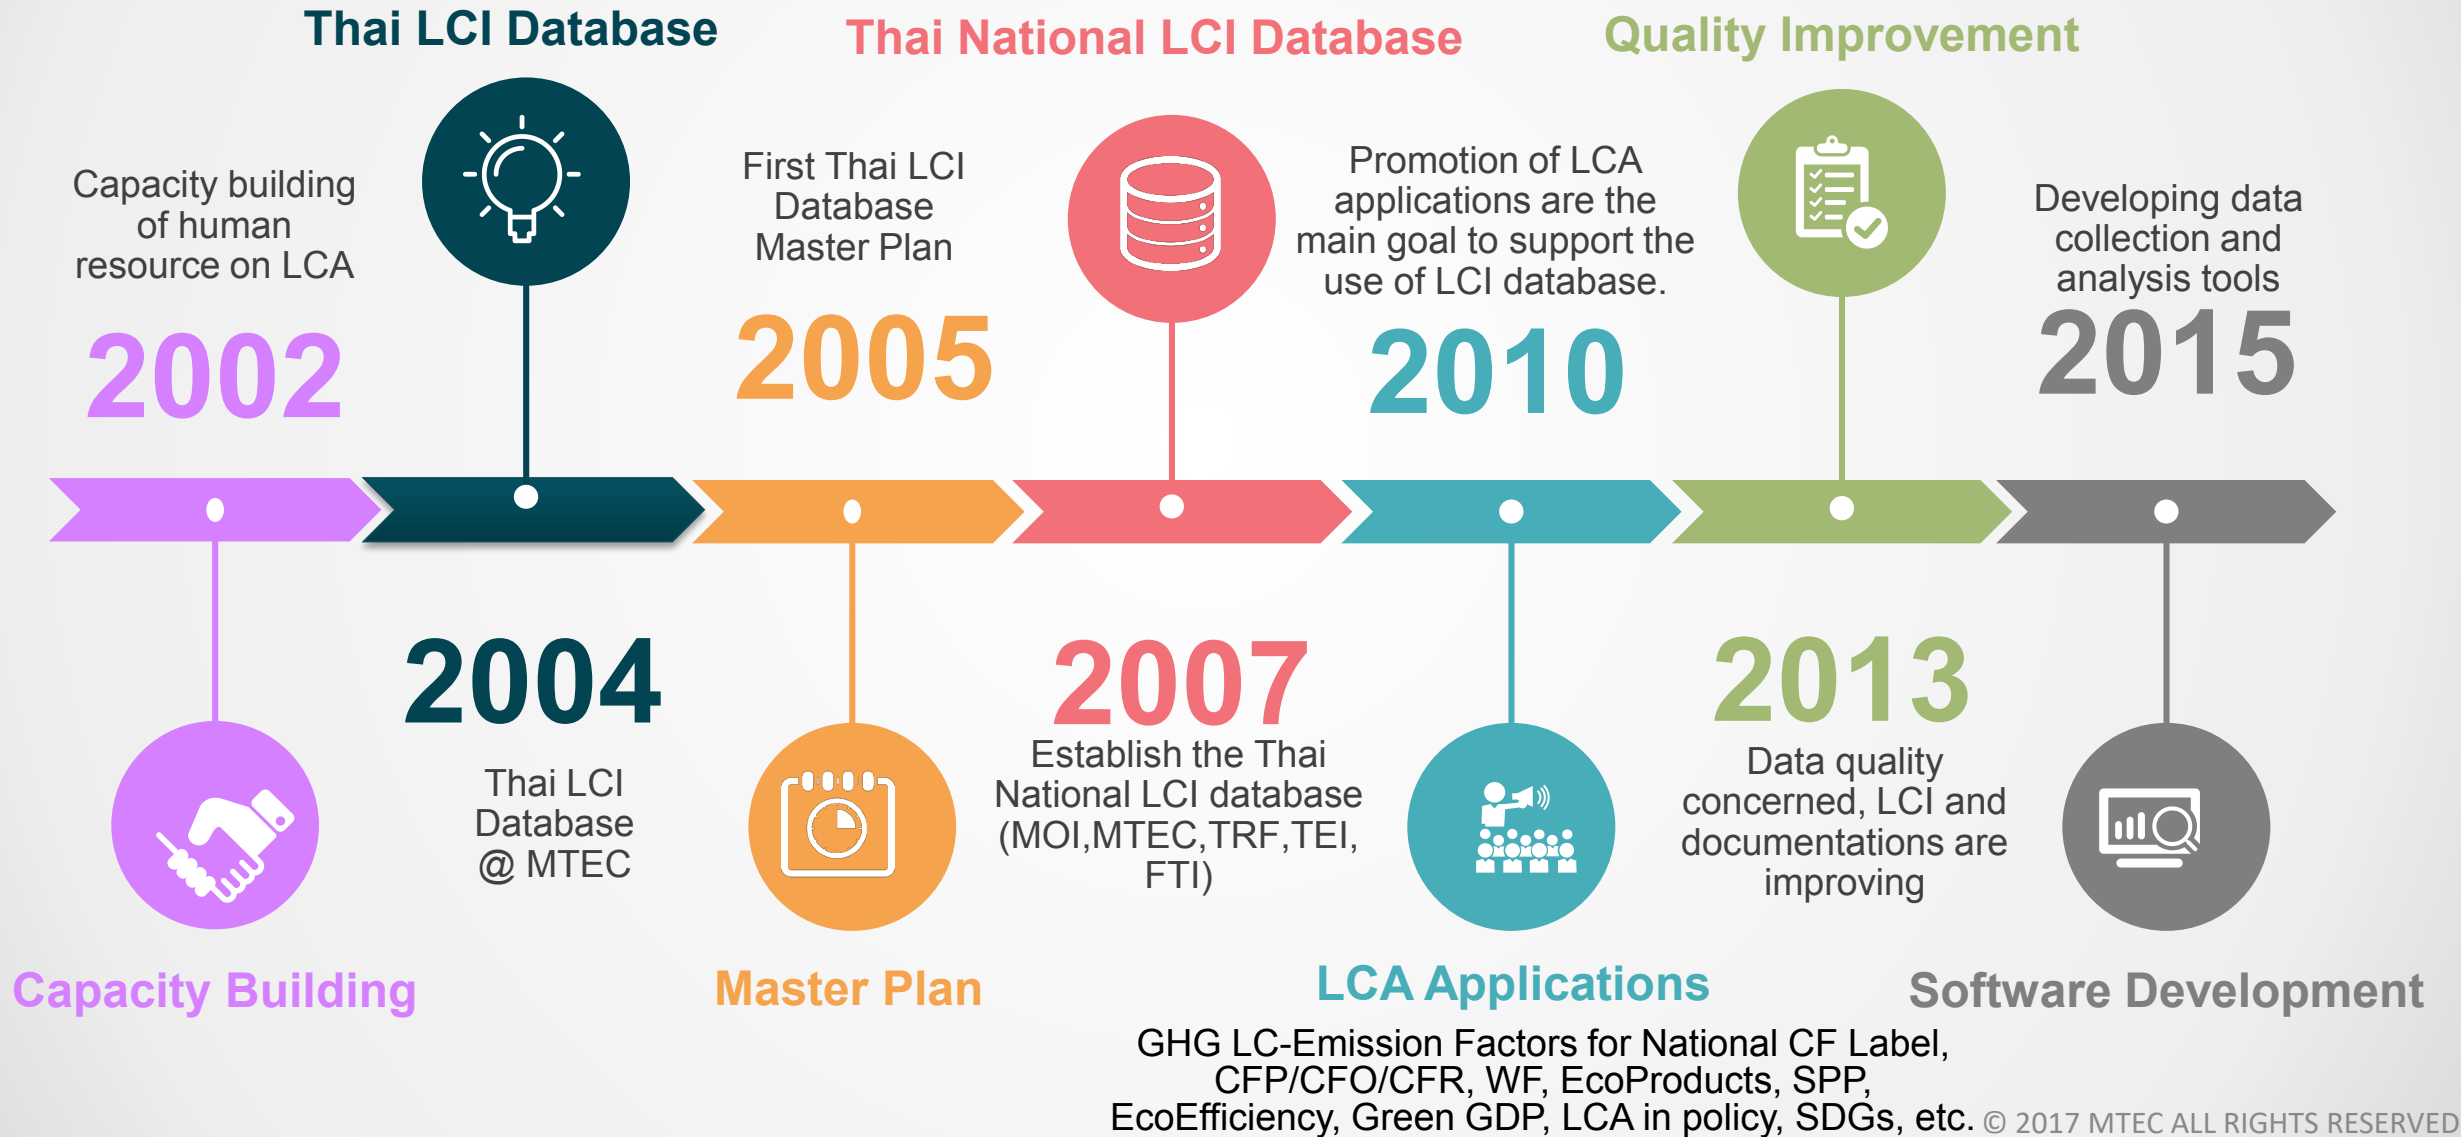 Thai LCI Database
Capacity building
of human
resource on LCA
2002
Capacity Building
2004
Thai LCI
Database
@ MTEC
First Thai LCI
Database
Master Plan
2005
Master Plan
Thai National LCI Database
2007
Establish the Thai
National LCI database
(MOI,MTEC,TRF,TEI,
FTI)
Promotion of LCA
applications are the
main goal to support the
use of LCI database.
2010
LCA Applications
GHG LC-Emission Factors for National CF Label,
CFP/CFO/CFR, WF, EcoProducts, SPP,
EcoEfficiency, Green GDP, LCA in policy, SDGs, etc.
Quality Improvement
2013
Data quality
concerned, LCI and
documentations are
improving
Developing data
collection and
analysis tools
2015
Software Development
© 2017 MTEC ALL RIGHTS RESERVED